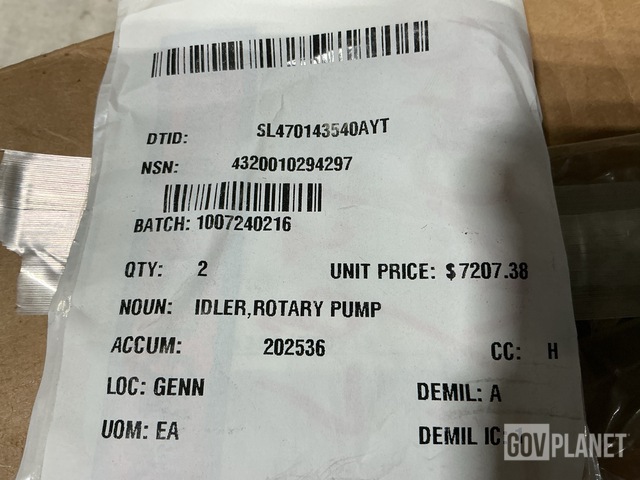 DTID: SL470143540AYT
NSN: 4320010294297
BATCH: 1007240216
QTY: 2 UNIT PRICE: $7207.38
NOUN: IDLER,ROTARY PUMP
ACCUM: 202536 CC: H
LOC: GENN DEMIL: A
UOM: EA DEMIL IC:
GOVPLANET